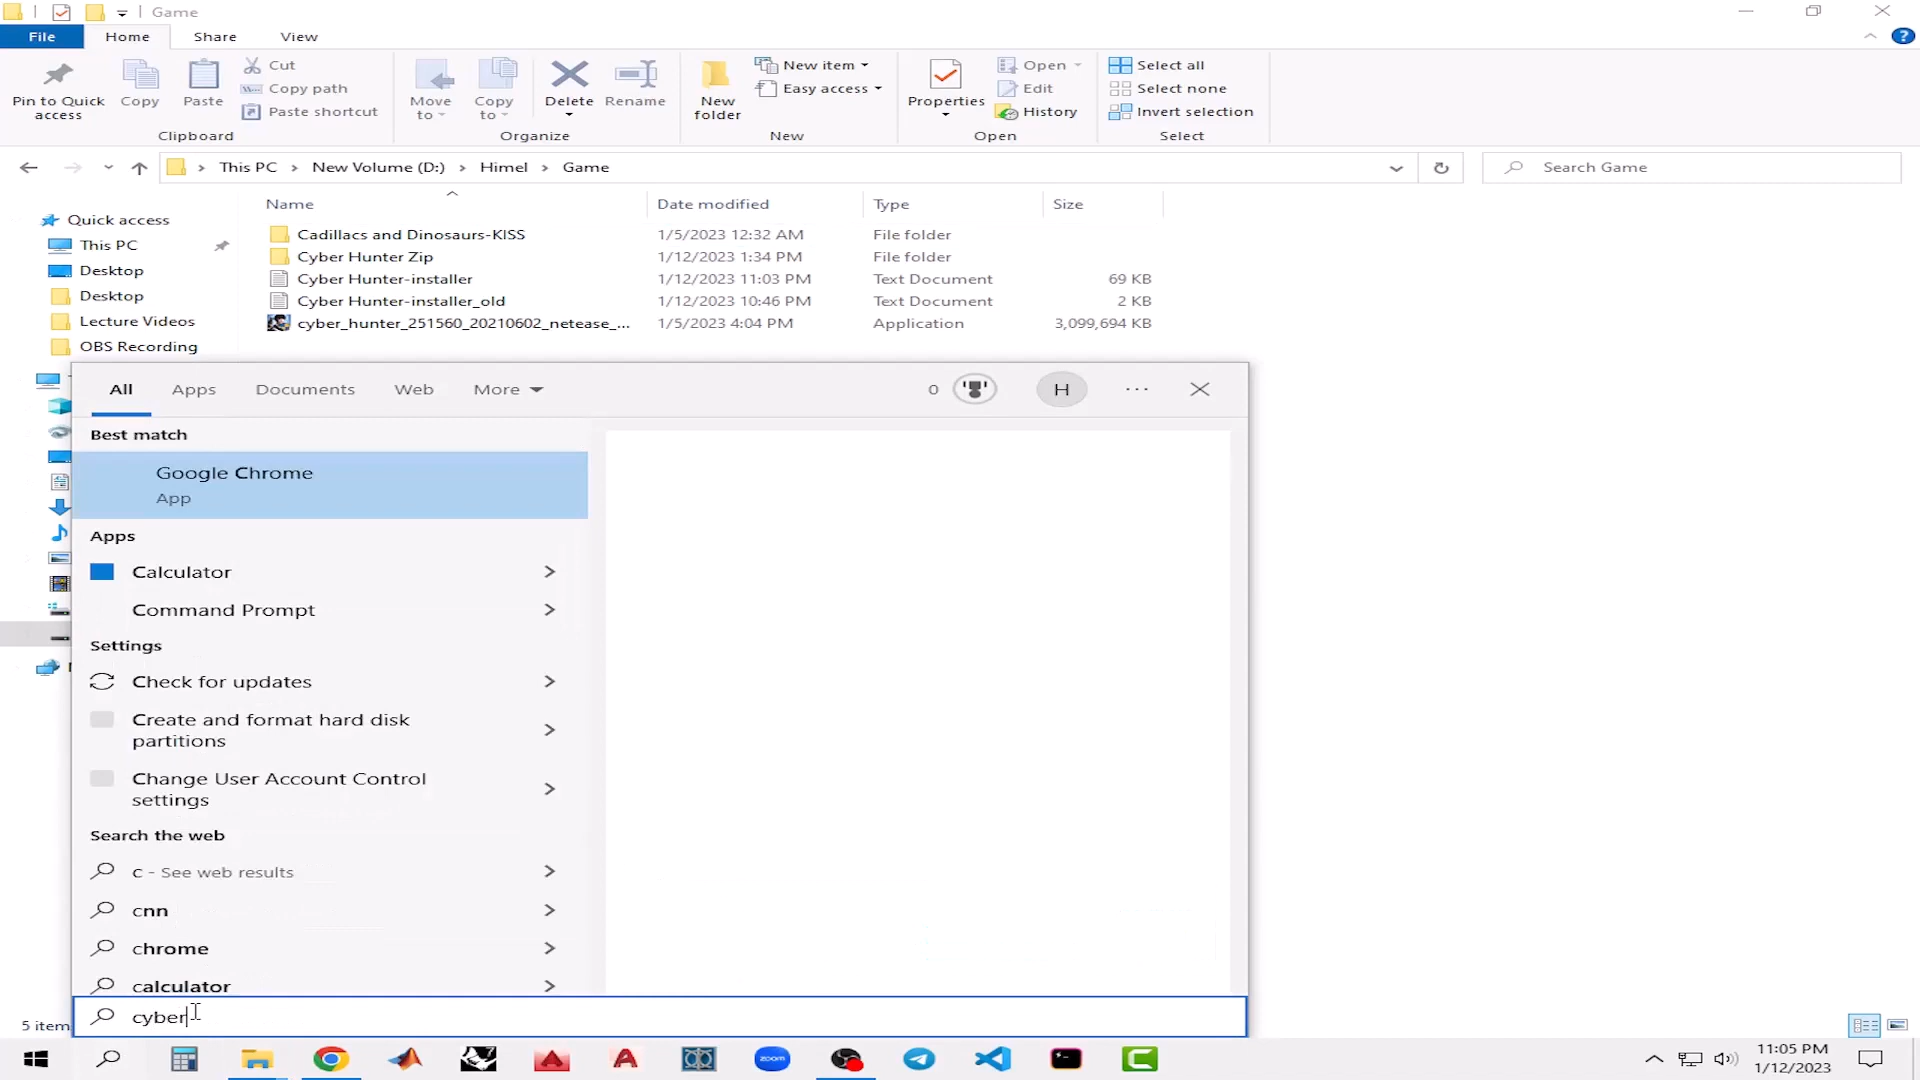 Game
File
Home
Share
View
Pin to Quick
access
Copy
Paste
Cut
Copy path
Paste shortcut
Clipboard
Move
to
Copy
to
Delete
Rename
Organize
New
folder
New item
Easy access
New
Properties
Open
Edit
History
Open
Select all
Select none
Invert selection
Select
This PC
New Volume (D:)
Himel
Game
Search Game
Name
Date modified
Type
Size
Quick access
This PC
Desktop
Desktop
Lecture Videos
OBS Recording
Cadillacs and Dinosaurs-KISS 1/5/2023 12:32 AM File folder
Cyber Hunter Zip 1/12/2023 1:34 PM File folder
Cyber Hunter-installer 1/12/2023 11:03 PM Text Document 69 KB
Cyber Hunter-installer_old 1/12/2023 10:46 PM Text Document 2 KB
cyber_hunter_251560_20210602_netease_... 1/5/2023 4:04 PM Application 3,099,694 KB
All
Apps
Documents
Web
More
0
H
Best match
Google Chrome
App
Apps
Calculator
Command Prompt
Settings
Check for updates
Create and format hard disk
partitions
Change User Account Control
settings
Search the web
c - See web results
cnn
chrome
calculator
cyber
5 item
zoom
11:05 PM
1/12/2023